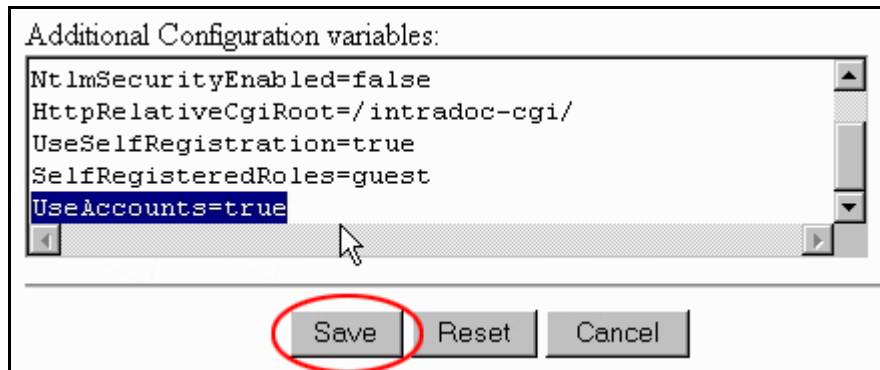 Additional Configuration variables:
NtlmSecurityEnabled=false
HttpRelativeCgiRoot=/intradoc-cgi/
UseSelfRegistration=true
SelfRegisteredRoles=guest
UseAccounts=true
Save Reset Cancel